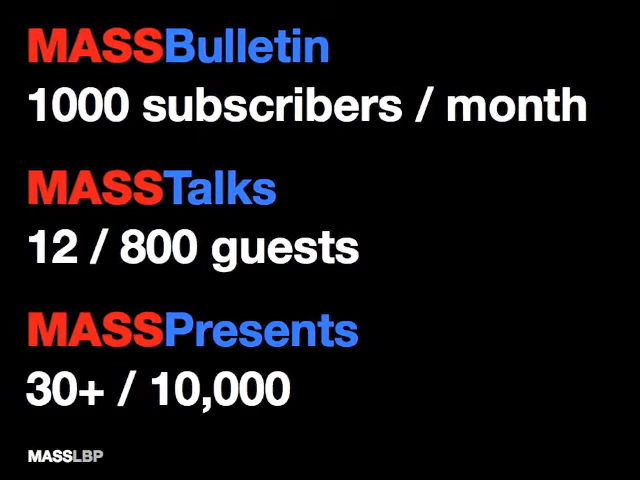 MASSBulletin
1000 subscribers / month
MASSTalks
12 / 800 guests
MASSPresents
30+ / 10,000
MASSLBP